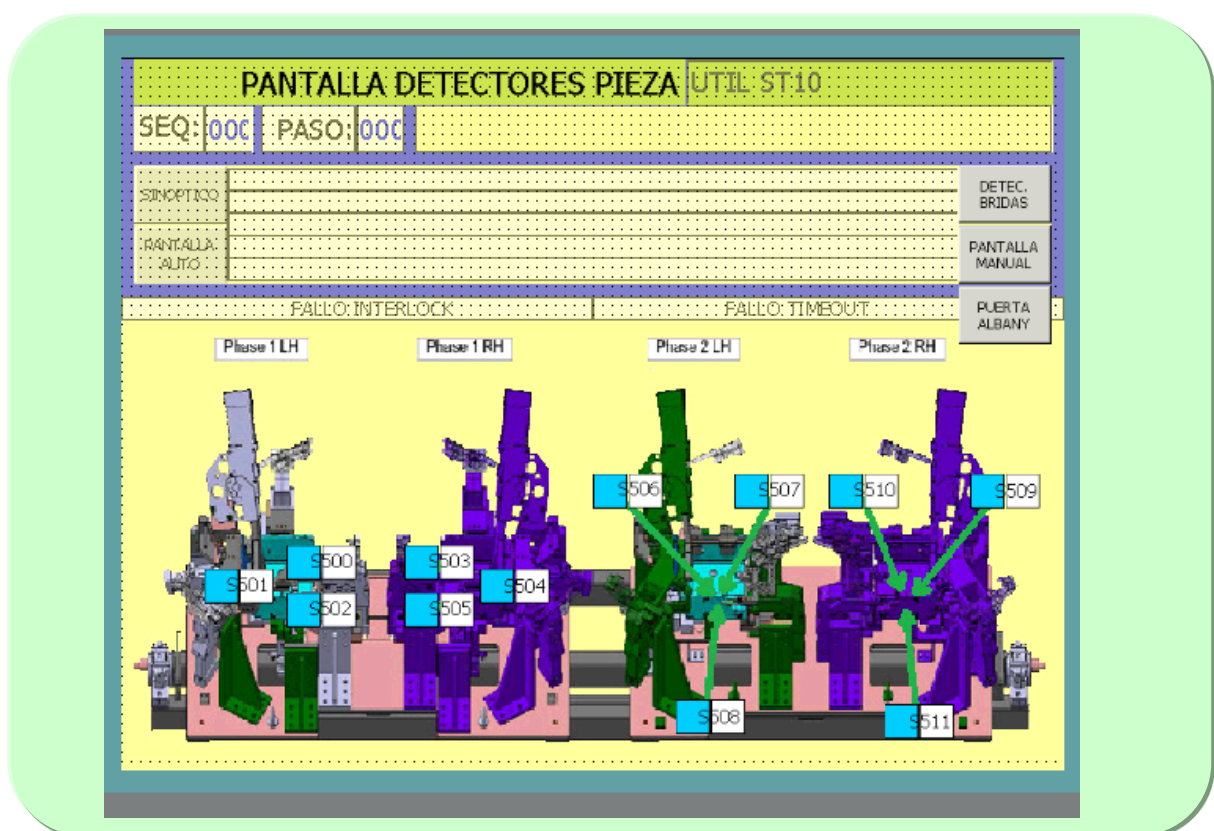 PANTALLA DETECTORES PIEZA UTIL ST10
SEQ: 000 PASO: 000
SINOPTICO
DETEC.
BRIDAS
PANTALLA
AUTO
PANTALLA
MANUAL
FALLO INTERLOCK FALLO TIMEOUT
PUERTA
ALBANY
Phase 1 LH Phase 1 RH Phase 2 LH Phase 2 RH
S506 S507 S510 S509
S500 S503
S501 S504
S502 S505
S508 S511